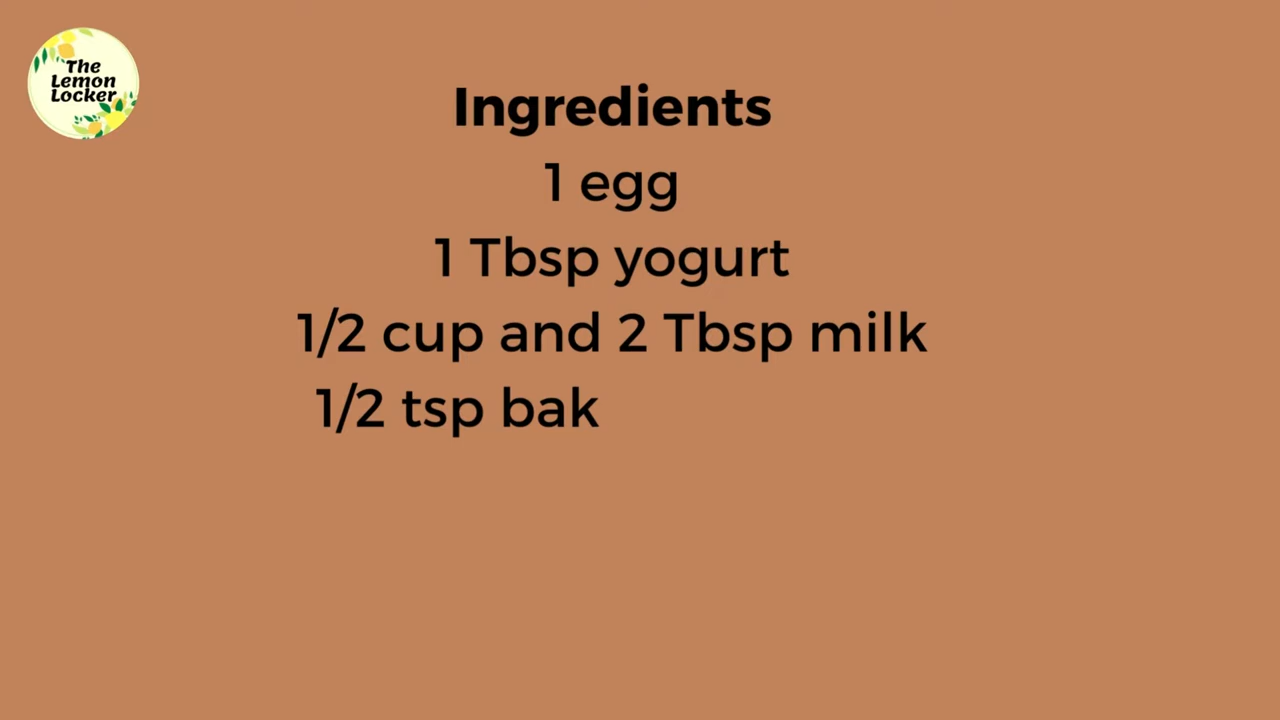 The
Lemon
Locker
Ingredients
1 egg
1 Tbsp yogurt
1/2 cup and 2 Tbsp milk
1/2 tsp bak